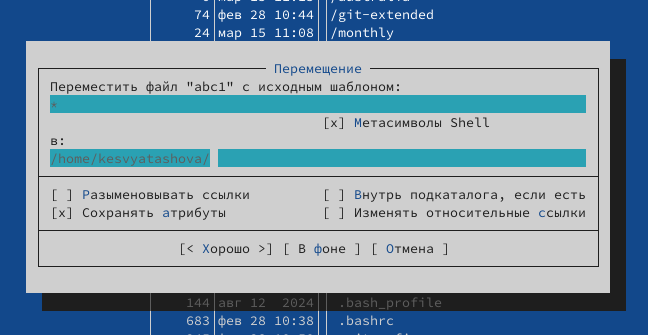 74 фев 28 10:44 /git-extended
24 мар 15 11:08 /monthly
Перемещение
Переместить файл "abc1" с исходным шаблоном:
*
[x] Метасимволы Shell
в:
/home/kesvyatashova/
[ ] Разыменовывать ссылки [ ] Внутрь подкаталога, если есть
[x] Сохранять атрибуты [ ] Изменять относительные ссылки
[< Хорошо >] [ В фоне ] [ Отмена ]
144 авг 12 2024 .bash_profile
683 фев 28 10:38 .bashrc